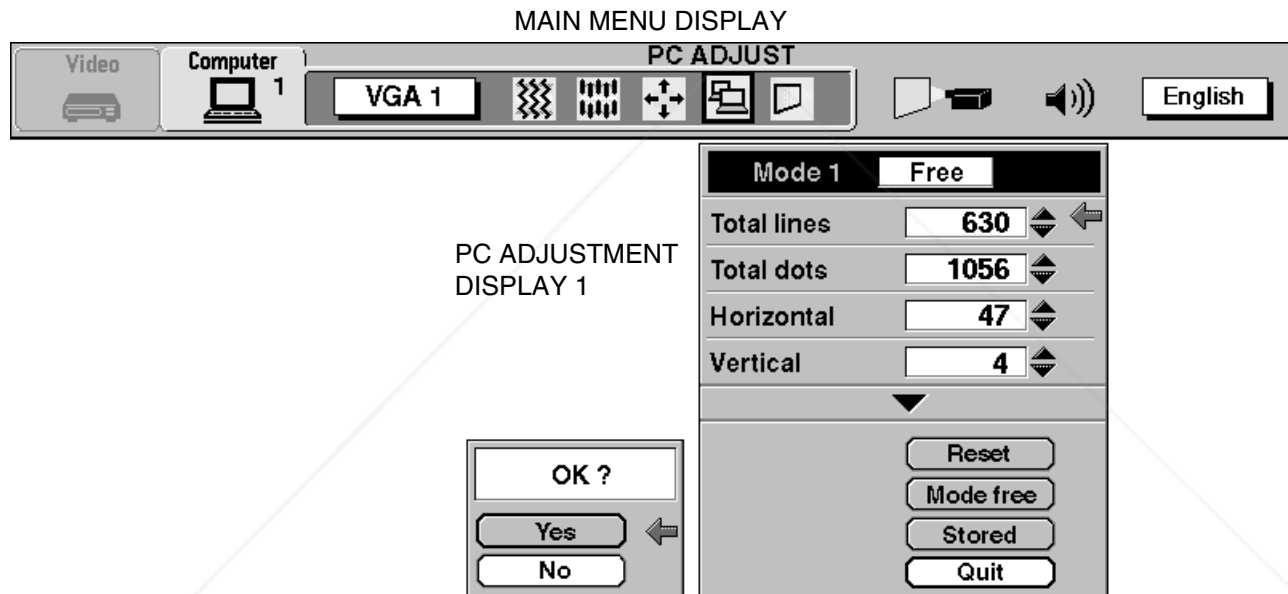 MAIN MENU DISPLAY
PC ADJUST
Video
Computer
1
VGA 1
English
Mode 1 Free
Total lines 630
PC ADJUSTMENT
DISPLAY 1
Total dots 1056
Horizontal 47
Vertical 4
Reset
Mode free
Stored
Quit
OK ?
Yes
No